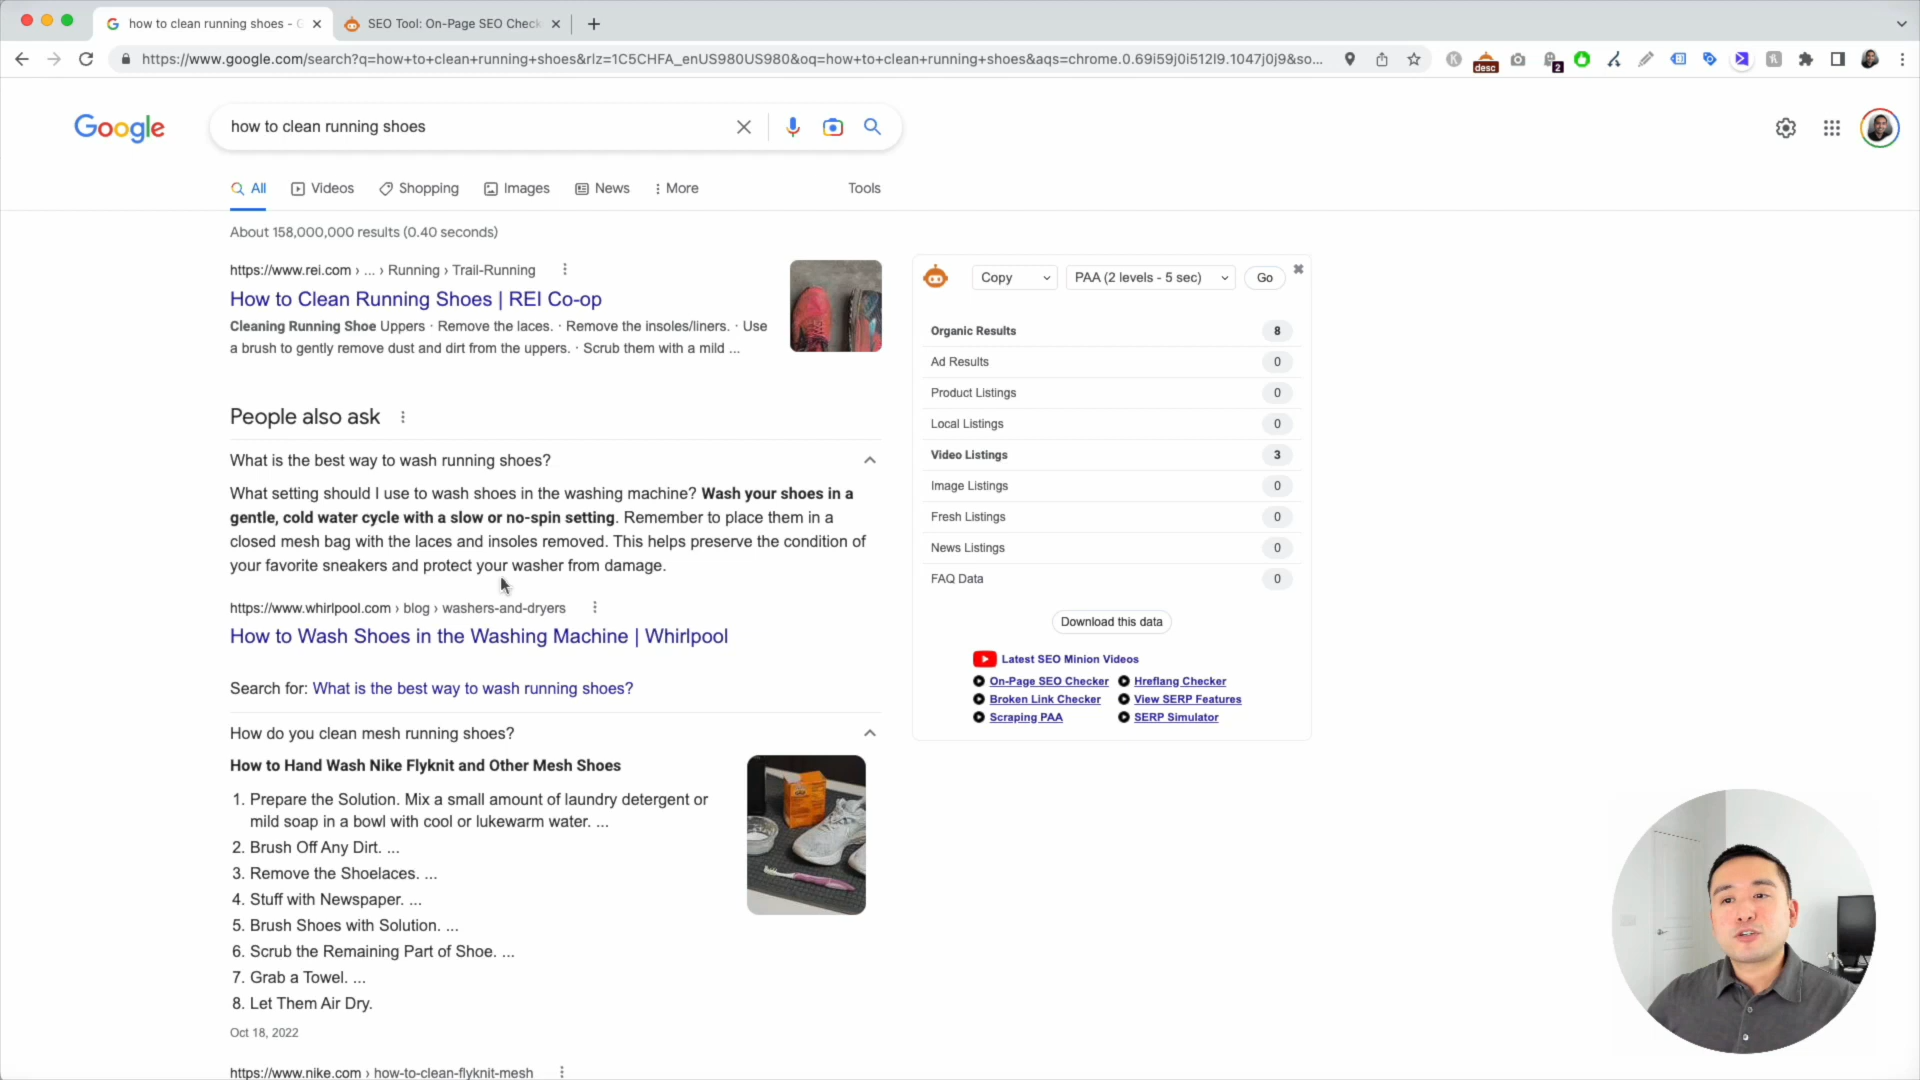 how to clean running shoes - G
SEO Tool: On-Page SEO Check
https://www.google.com/search?q=how+to+clean+running+shoes&rlz=1C5CHFA_enUS980US980&oq=how+to+clean+running+shoes&aqs=chrome.0.69i59j0i512l9.1047j0j9&so...
desc
2
Google
how to clean running shoes
All
Videos
Shopping
Images
News
More
Tools
About 158,000,000 results (0.40 seconds)
https://www.rei.com › ... › Running › Trail-Running
How to Clean Running Shoes | REI Co-op
Cleaning Running Shoe Uppers · Remove the laces. · Remove the insoles/liners. · Use
a brush to gently remove dust and dirt from the uppers. · Scrub them with a mild ...
People also ask
What is the best way to wash running shoes?
What setting should I use to wash shoes in the washing machine? Wash your shoes in a
gentle, cold water cycle with a slow or no-spin setting. Remember to place them in a
closed mesh bag with the laces and insoles removed. This helps preserve the condition of
your favorite sneakers and protect your washer from damage.
https://www.whirlpool.com › blog › washers-and-dryers
How to Wash Shoes in the Washing Machine | Whirlpool
Search for: What is the best way to wash running shoes?
How do you clean mesh running shoes?
How to Hand Wash Nike Flyknit and Other Mesh Shoes
1. Prepare the Solution. Mix a small amount of laundry detergent or
mild soap in a bowl with cool or lukewarm water. ...
2. Brush Off Any Dirt. ...
3. Remove the Shoelaces. ...
4. Stuff with Newspaper. ...
5. Brush Shoes with Solution. ...
6. Scrub the Remaining Part of Shoe. ...
7. Grab a Towel. ...
8. Let Them Air Dry.
Oct 18, 2022
https://www.nike.com › how-to-clean-flyknit-mesh
Copy
PAA (2 levels - 5 sec)
Go
Organic Results 8
Ad Results 0
Product Listings 0
Local Listings 0
Video Listings 3
Image Listings 0
Fresh Listings 0
News Listings 0
FAQ Data 0
Download this data
Latest SEO Minion Videos
On-Page SEO Checker
Hreflang Checker
Broken Link Checker
View SERP Features
Scraping PAA
SERP Simulator